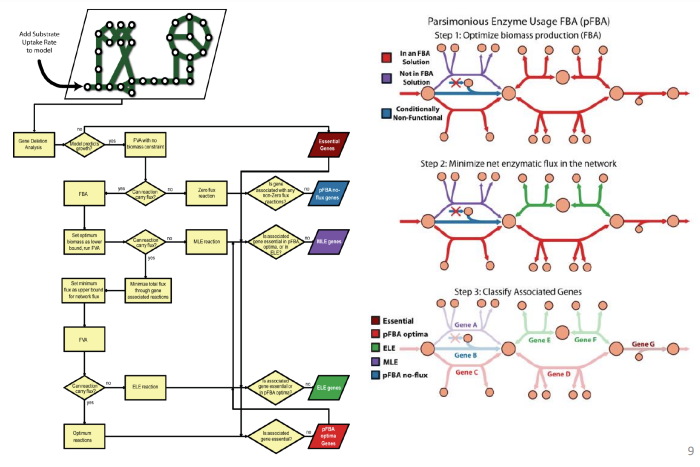 Add Substrate
Uptake Rate
to model
Gene Deletion
Analysis
Model predicts
growth?
no
yes
FVA with no
biomass constraint
Essential
Genes
FBA
yes
Can reaction
carry flux?
no
Zero flux
reaction
Is gene
associated with any
non-Zero flux
reactions?
no
pFBA no-
flux genes
Set optimum
biomass as lower
bound, run FVA
Can reaction
carry flux?
no
MLE reaction
Is associated
gene essential in pFBA
optima, or in
ELE?
no
MLE genes
yes
Set minimum
flux as upper bound
for network flux
Minimize total flux
through gene
associated reactions
FVA
Can reaction
carry flux?
no
ELE reaction
Is associated
gene essential or
in pFBA optima?
no
ELE genes
yes
Optimum
reactions
Is associated
gene essential?
no
pFBA
optima
Genes
Parsimonious Enzyme Usage FBA (pFBA)
Step 1: Optimize biomass production (FBA)
In an FBA
Solution
Not in FBA
Solution
Conditionally
Non-Functional
Step 2: Minimize net enzymatic flux in the network
Step 3: Classify Associated Genes
Essential
pFBA optima
ELE
MLE
pFBA no-flux
Gene A
Gene B
Gene C
Gene E
Gene F
Gene D
Gene G
9